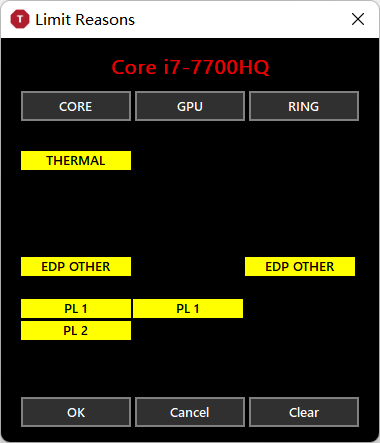 T Limit Reasons
Core i7-7700HQ
CORE GPU RING
THERMAL
EDP OTHER EDP OTHER
PL 1 PL 1
PL 2
OK Cancel Clear